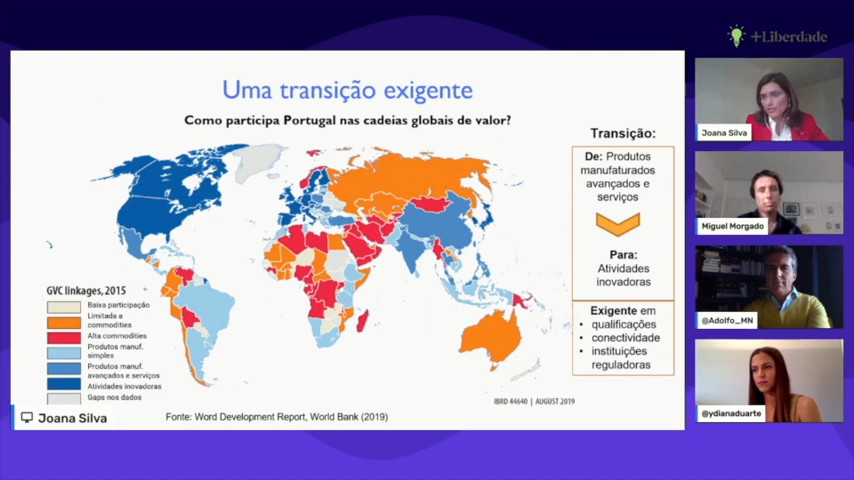 +Liberdade
Uma transição exigente
Como participa Portugal nas cadeias globais de valor?
GVC linkages, 2015
Baixa participação
Limitada a
commodities
Alta commodities
Produtos manuf.
simples
Produtos manuf.
avançados e serviços
Atividades inovadoras
Gaps nos dados
IBRD 44640 | AUGUST 2019
Fonte: Word Development Report, World Bank (2019)
Joana Silva
Transição:
De: Produtos
manufaturados
avançados e
serviços
Para:
Atividades
inovadoras
Exigente em
• qualificações
• conectividade
• instituições
reguladoras
Joana Silva
Miguel Morgado
@Adolfo_MN
@ydianaduarte